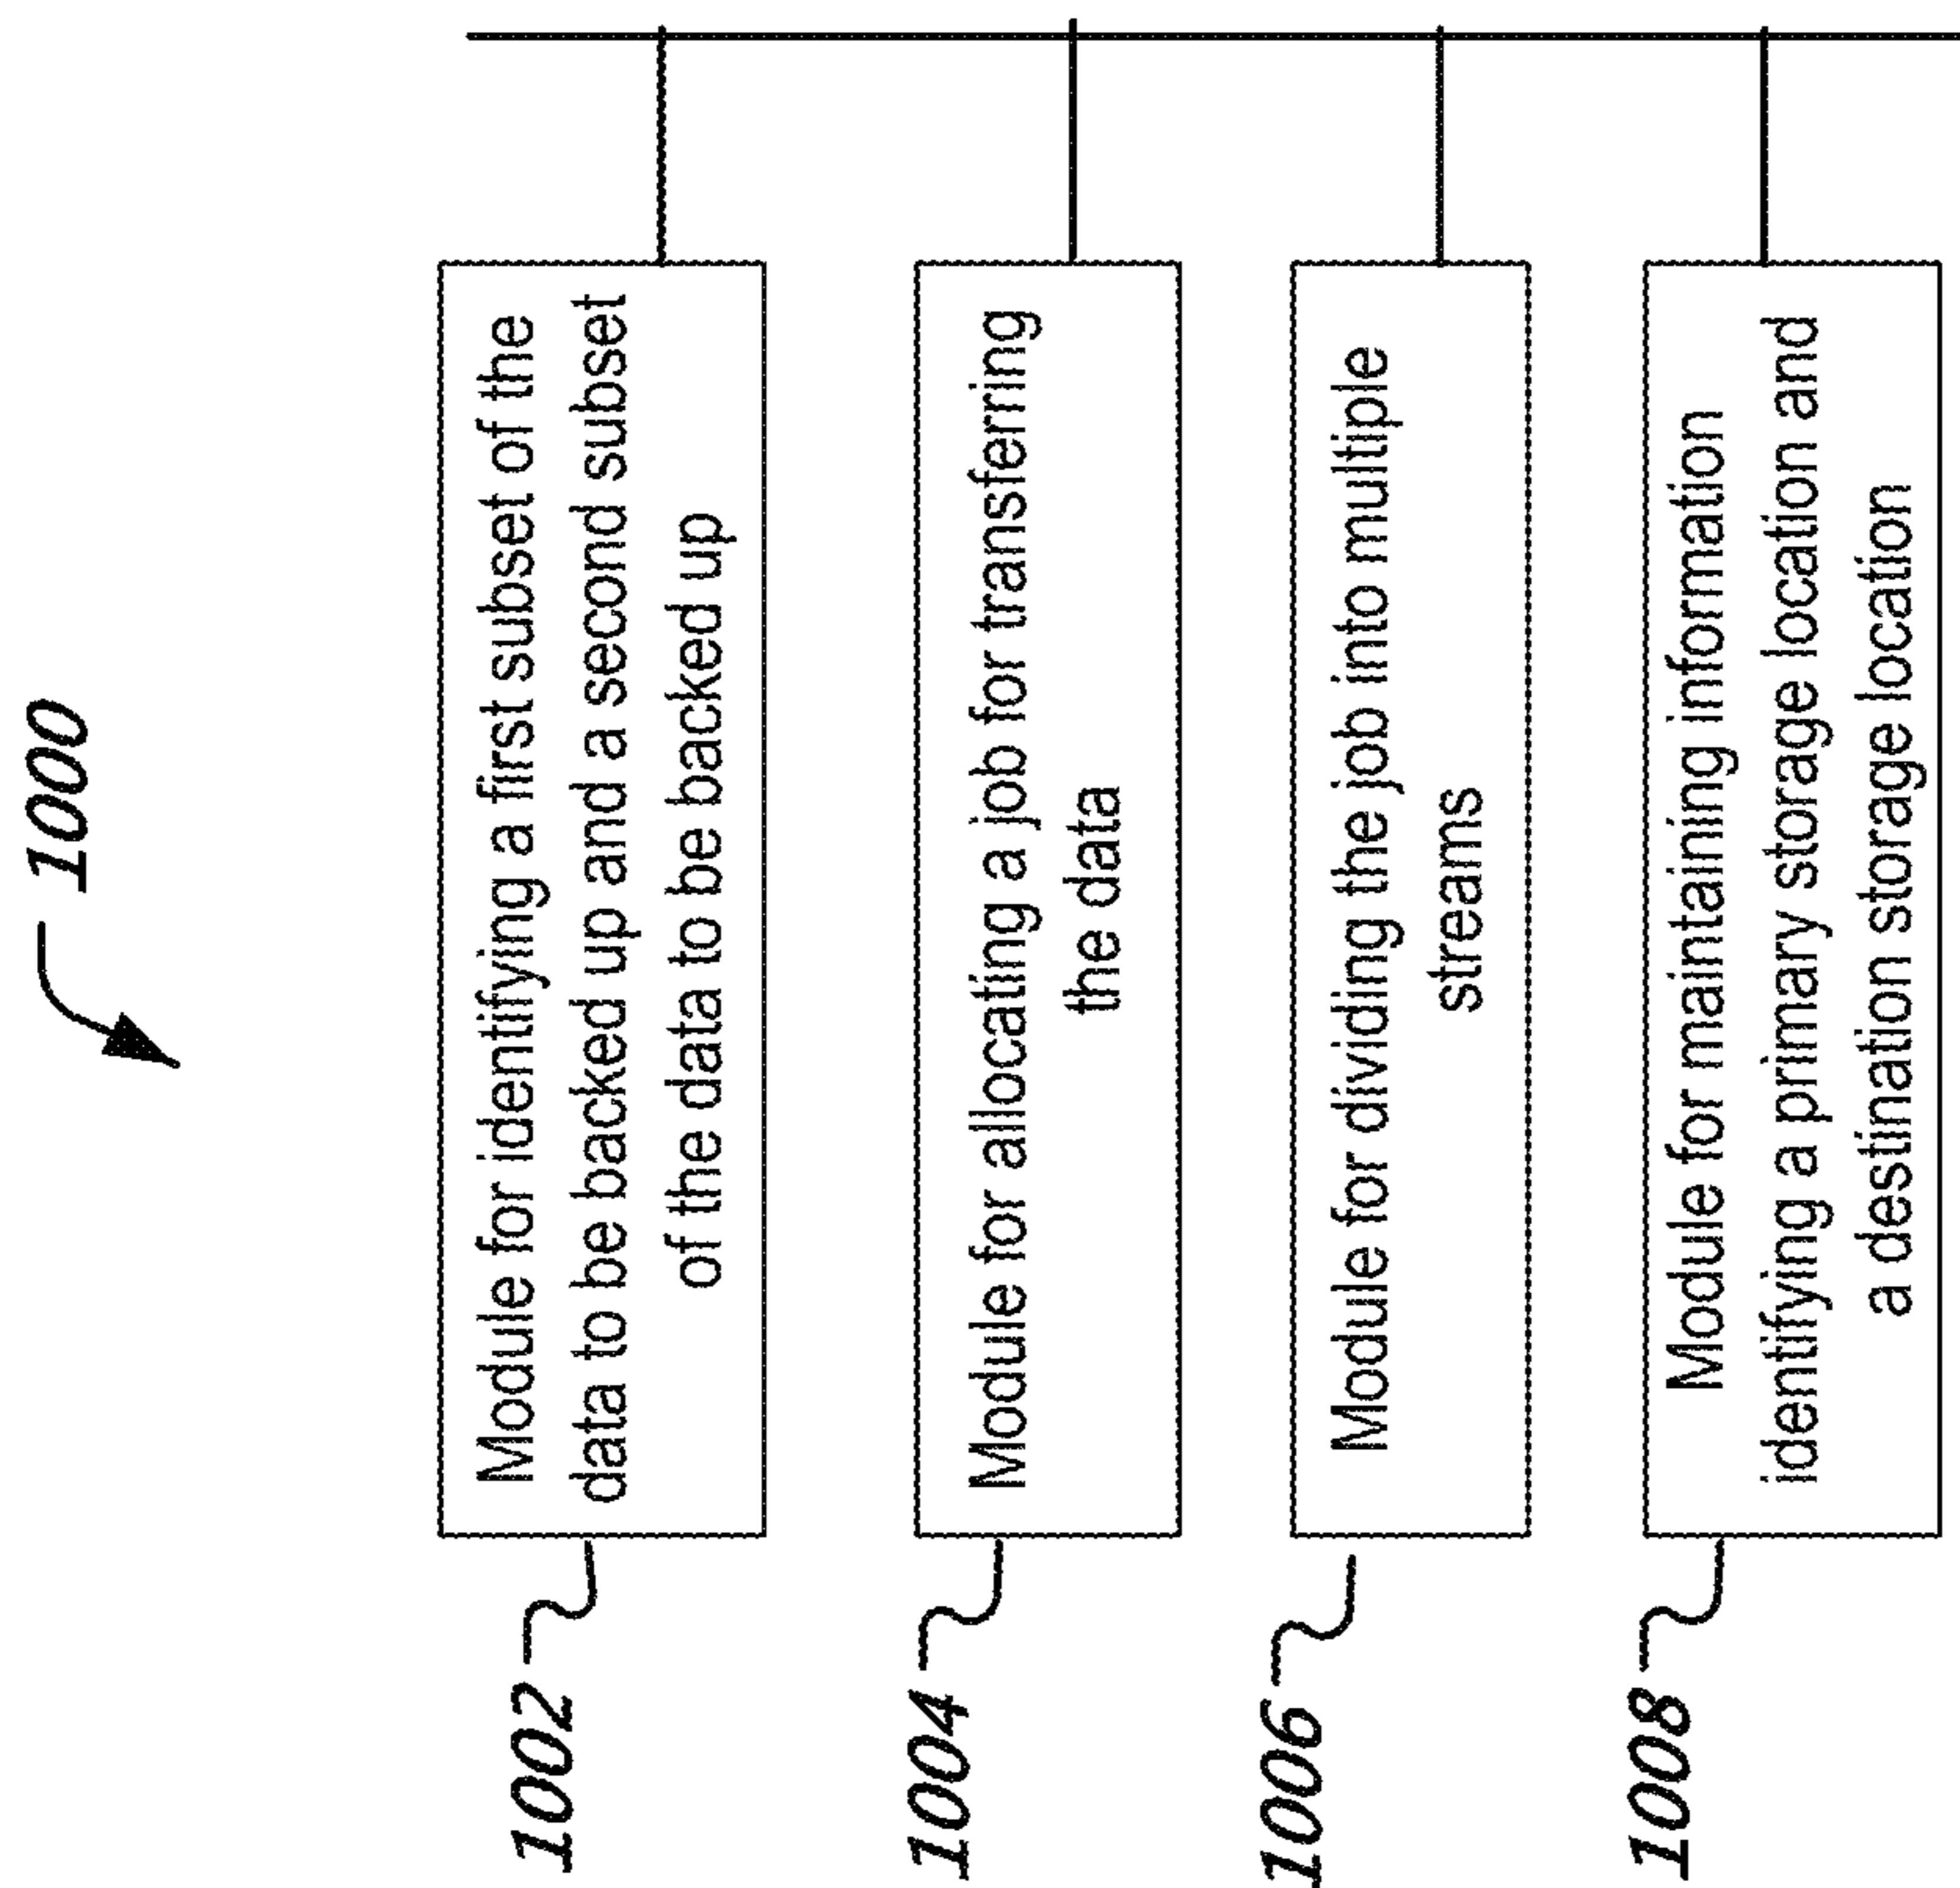 1000
1002
Module for identifying a first subset of the
data to be backed up and a second subset
of the data to be backed up
1004
Module for allocating a job for transferring
the data
1006
Module for dividing the job into multiple
streams
1008
Module for maintaining information
identifying a primary storage location and
a destination storage location